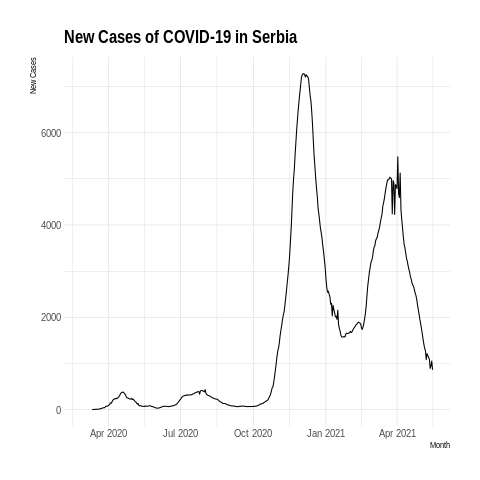 New Cases of COVID-19 in Serbia
New Cases
6000
4000
2000
0
Apr 2020 Jul 2020 Oct 2020 Jan 2021 Apr 2021
Month